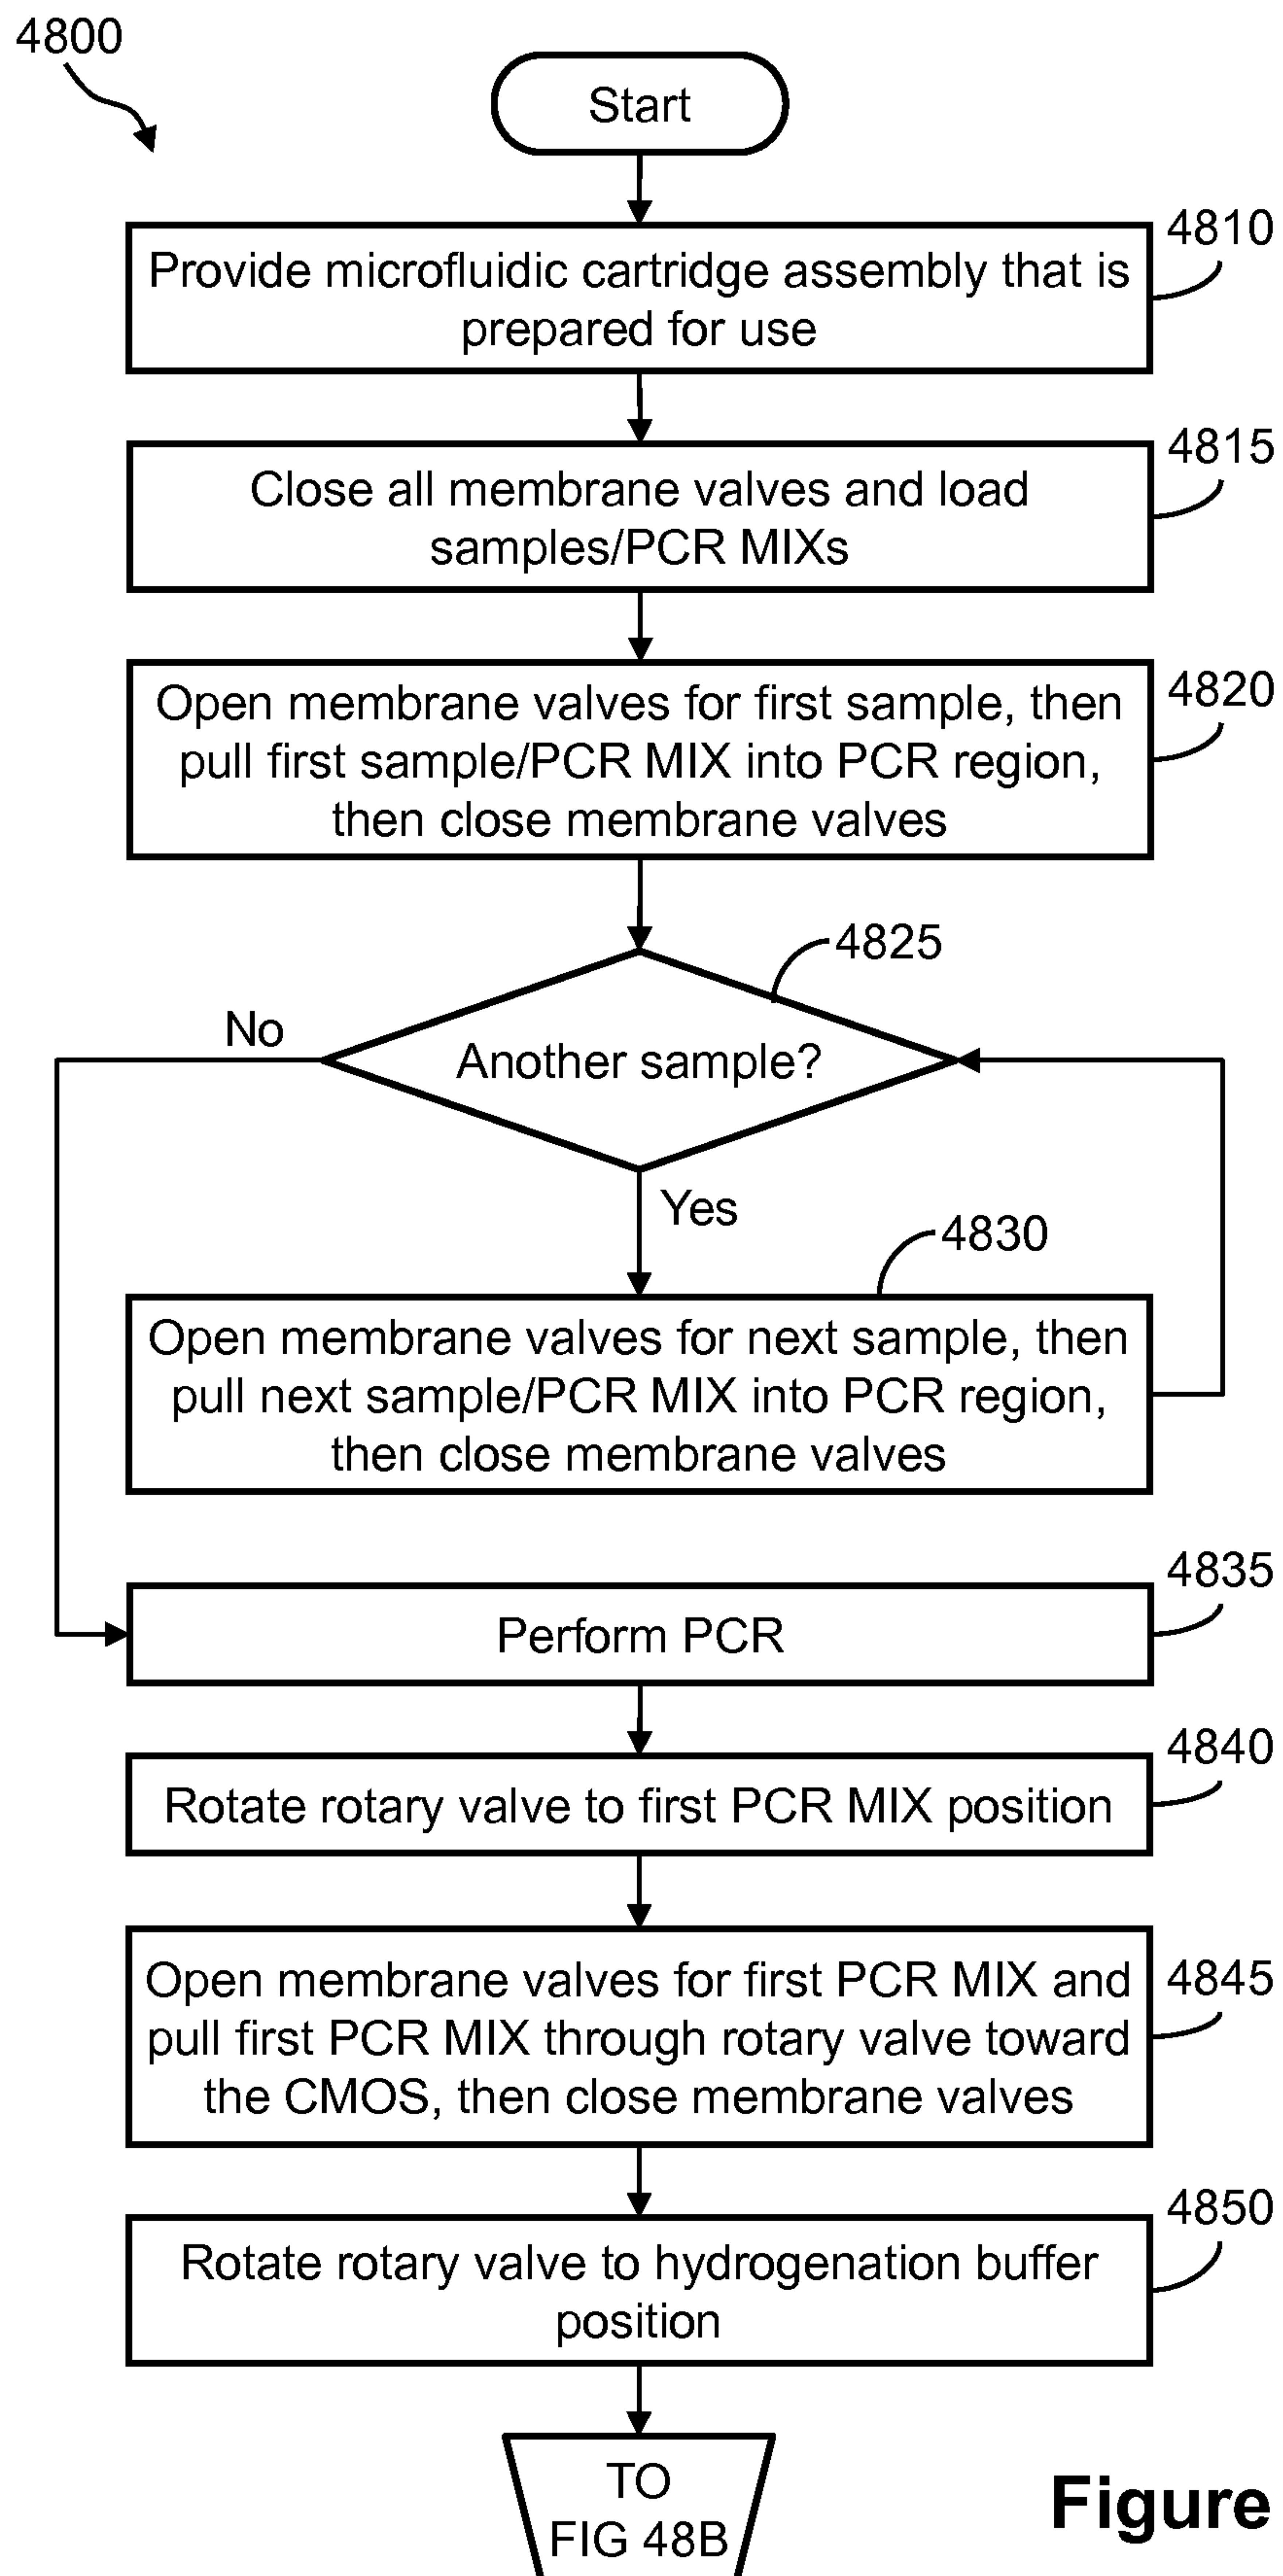 4800
Start
4810
Provide microfluidic cartridge assembly that is
prepared for use
4815
Close all membrane valves and load
samples/PCR MIXs
4820
Open membrane valves for first sample, then
pull first sample/PCR MIX into PCR region,
then close membrane valves
4825
No
Another sample?
Yes
4830
Open membrane valves for next sample, then
pull next sample/PCR MIX into PCR region,
then close membrane valves
4835
Perform PCR
4840
Rotate rotary valve to first PCR MIX position
4845
Open membrane valves for first PCR MIX and
pull first PCR MIX through rotary valve toward
the CMOS, then close membrane valves
4850
Rotate rotary valve to hydrogenation buffer
position
TO
FIG 48B
Figure